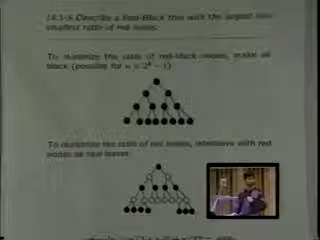 14.1-5 Describe a Red-Black tree with the largest and
smallest ratio of red nodes.
To minimize the ratio of red-black nodes, make all
black (possible for n = 2ᵏ − 1)
To maximize the ratio of red nodes, interleave with red
nodes as real leaves